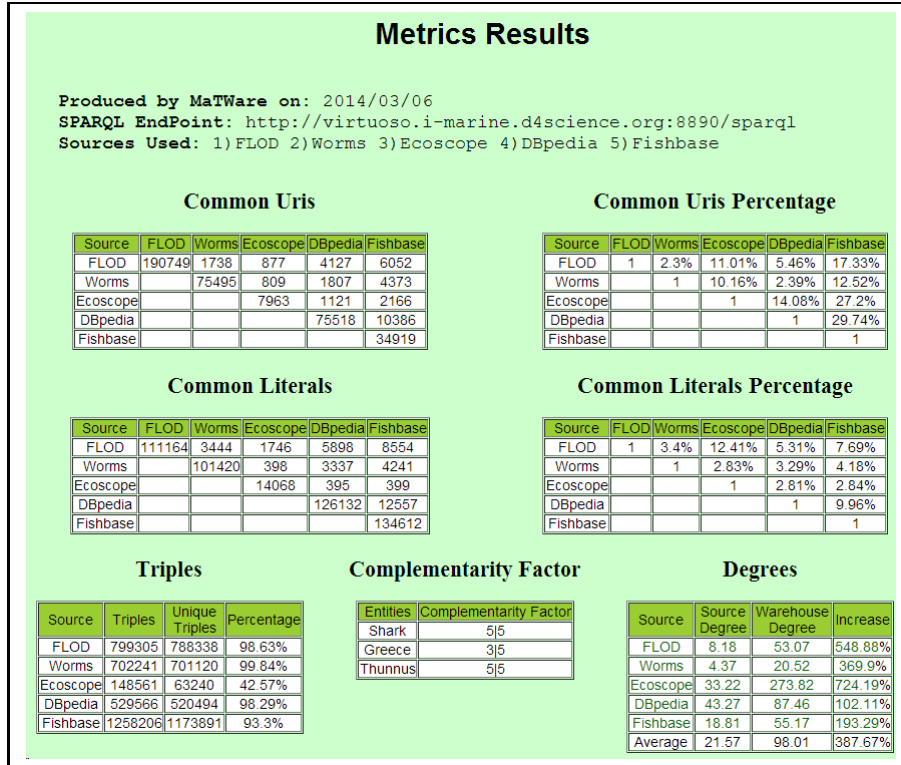 Metrics Results
Produced by MaTWare on: 2014/03/06
SPARQL EndPoint: http://virtuoso.i-marine.d4science.org:8890/sparql
Sources Used: 1)FLOD 2)Worms 3)Ecoscope 4)DBpedia 5)Fishbase
Common Uris
Source FLOD Worms Ecoscope DBpedia Fishbase
FLOD 190749 1738 877 4127 6052
Worms 75495 809 1807 4373
Ecoscope 7963 1121 2166
DBpedia 75518 10386
Fishbase 34919
Common Uris Percentage
Source FLOD Worms Ecoscope DBpedia Fishbase
FLOD 1 2.3% 11.01% 5.46% 17.33%
Worms 1 10.16% 2.39% 12.52%
Ecoscope 1 14.08% 27.2%
DBpedia 1 29.74%
Fishbase 1
Common Literals
Source FLOD Worms Ecoscope DBpedia Fishbase
FLOD 111164 3444 1746 5898 8554
Worms 101420 398 3337 4241
Ecoscope 14068 395 399
DBpedia 126132 12557
Fishbase 134612
Common Literals Percentage
Source FLOD Worms Ecoscope DBpedia Fishbase
FLOD 1 3.4% 12.41% 5.31% 7.69%
Worms 1 2.83% 3.29% 4.18%
Ecoscope 1 2.81% 2.84%
DBpedia 1 9.96%
Fishbase 1
Triples
Source Triples Unique Triples Percentage
FLOD 799305 788338 98.63%
Worms 702241 701120 99.84%
Ecoscope 148561 63240 42.57%
DBpedia 529566 520494 98.29%
Fishbase 1258206 1173891 93.3%
Complementarity Factor
Entities Complementarity Factor
Shark 5|5
Greece 3|5
Thunnus 5|5
Degrees
Source Source Degree Warehouse Degree Increase
FLOD 8.18 53.07 548.88%
Worms 4.37 20.52 369.9%
Ecoscope 33.22 273.82 724.19%
DBpedia 43.27 87.46 102.11%
Fishbase 18.81 55.17 193.29%
Average 21.57 98.01 387.67%